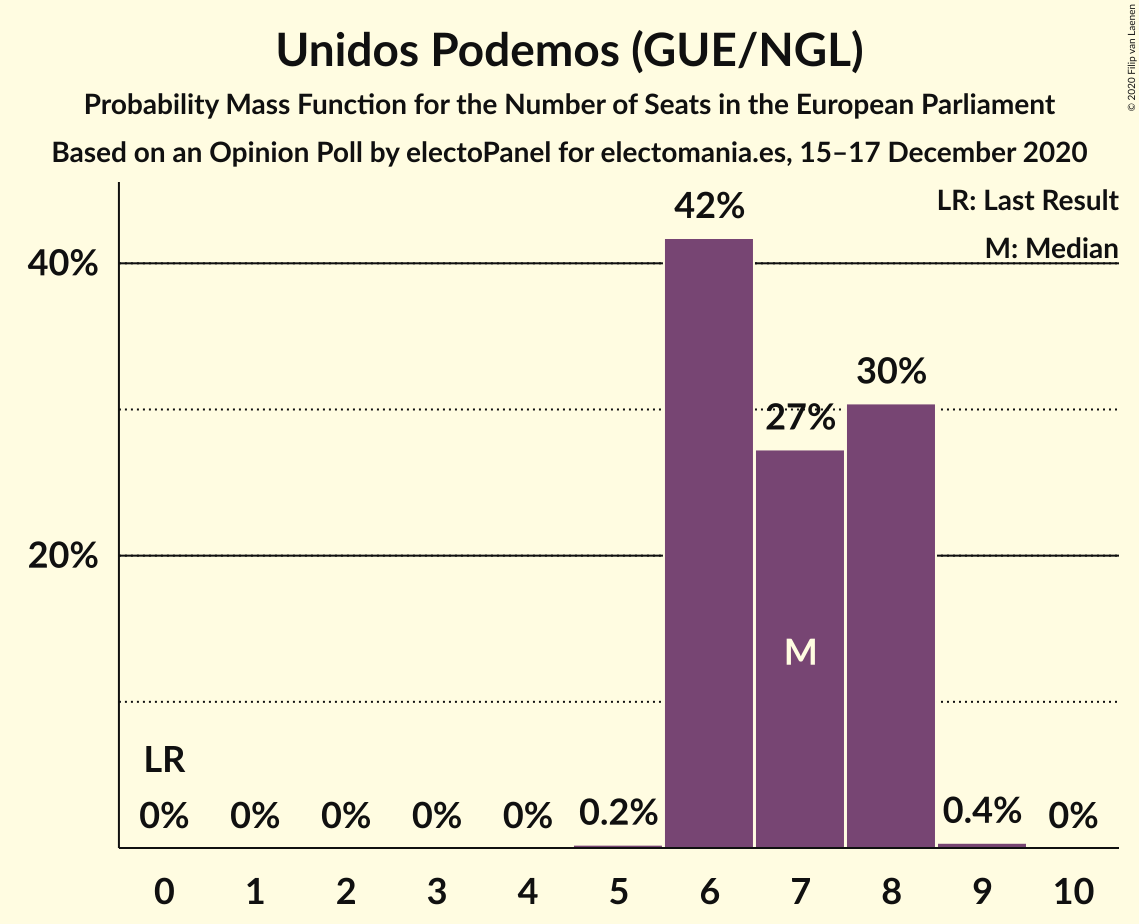 Unidos Podemos (GUE/NGL)
Probability Mass Function for the Number of Seats in the European Parliament
Based on an Opinion Poll by electoPanel for electomania.es, 15–17 December 2020
© 2020 Filip van Laenen
LR: Last Result
M: Median
40%
20%
42%
30%
27%
M
LR
0% 0% 0% 0% 0% 0.2% 0.4% 0%
0 1 2 3 4 5 6 7 8 9 10